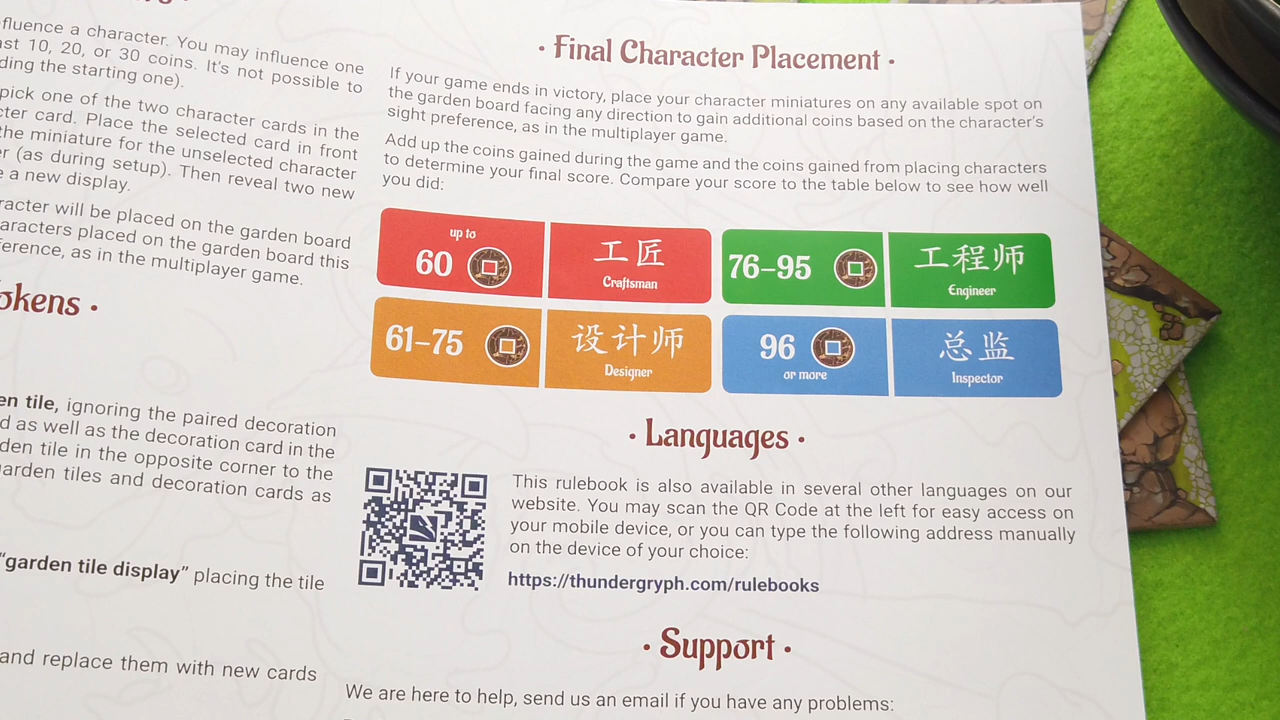 fluence a character. You may influence one
ast 10, 20, or 30 coins. It's not possible to
ding the starting one).
pick one of the two character cards in the
cter card. Place the selected card in front
the miniature for the unselected character
er (as during setup). Then reveal two new
e a new display.
racter will be placed on the garden board
aracters placed on the garden board this
ference, as in the multiplayer game.
okens •
en tile, ignoring the paired decoration
d as well as the decoration card in the
den tile in the opposite corner to the
garden tiles and decoration cards as
"garden tile display" placing the tile
and replace them with new cards
• Final Character Placement •
If your game ends in victory, place your character miniatures on any available spot on
the garden board facing any direction to gain additional coins based on the character's
sight preference, as in the multiplayer game.
Add up the coins gained during the game and the coins gained from placing characters
to determine your final score. Compare your score to the table below to see how well
you did:
up to
60
工匠
Craftsman
76–95
工程师
Engineer
61–75
设计师
Designer
96
or more
总监
Inspector
• Languages •
This rulebook is also available in several other languages on our
website. You may scan the QR Code at the left for easy access on
your mobile device, or you can type the following address manually
on the device of your choice:
https://thundergryph.com/rulebooks
• Support •
We are here to help, send us an email if you have any problems: